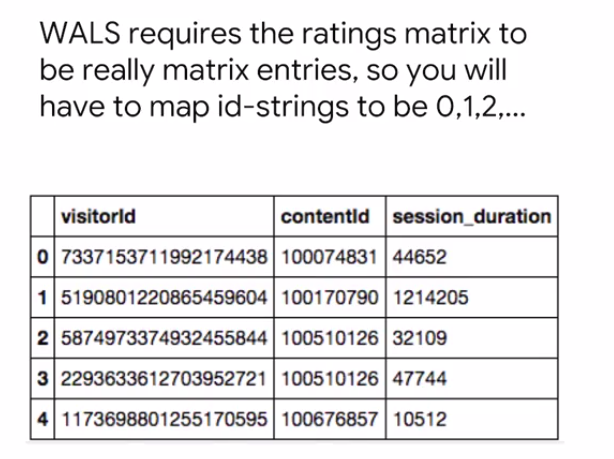 WALS requires the ratings matrix to
be really matrix entries, so you will
have to map id-strings to be 0,1,2,...
visitorId contentId session_duration
0 7337153711992174438 100074831 44652
1 5190801220865459604 100170790 1214205
2 5874973374932455844 100510126 32109
3 2293633612703952721 100510126 47744
4 1173698801255170595 100676857 10512